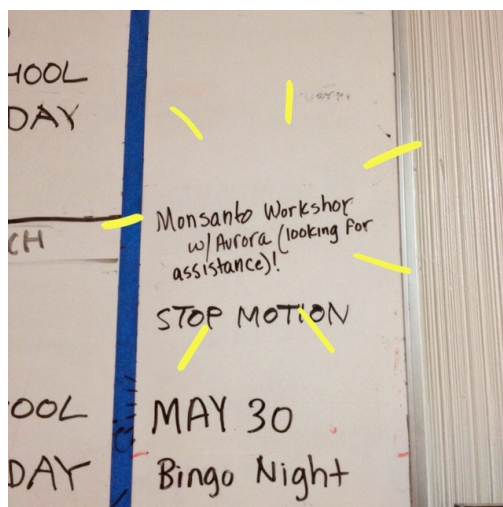 HOOL
DAY
CH
Monsanto Workshop
w/ Aurora (looking for
assistance)!
STOP MOTION
OOL
MAY 30
DAY
Bingo Night